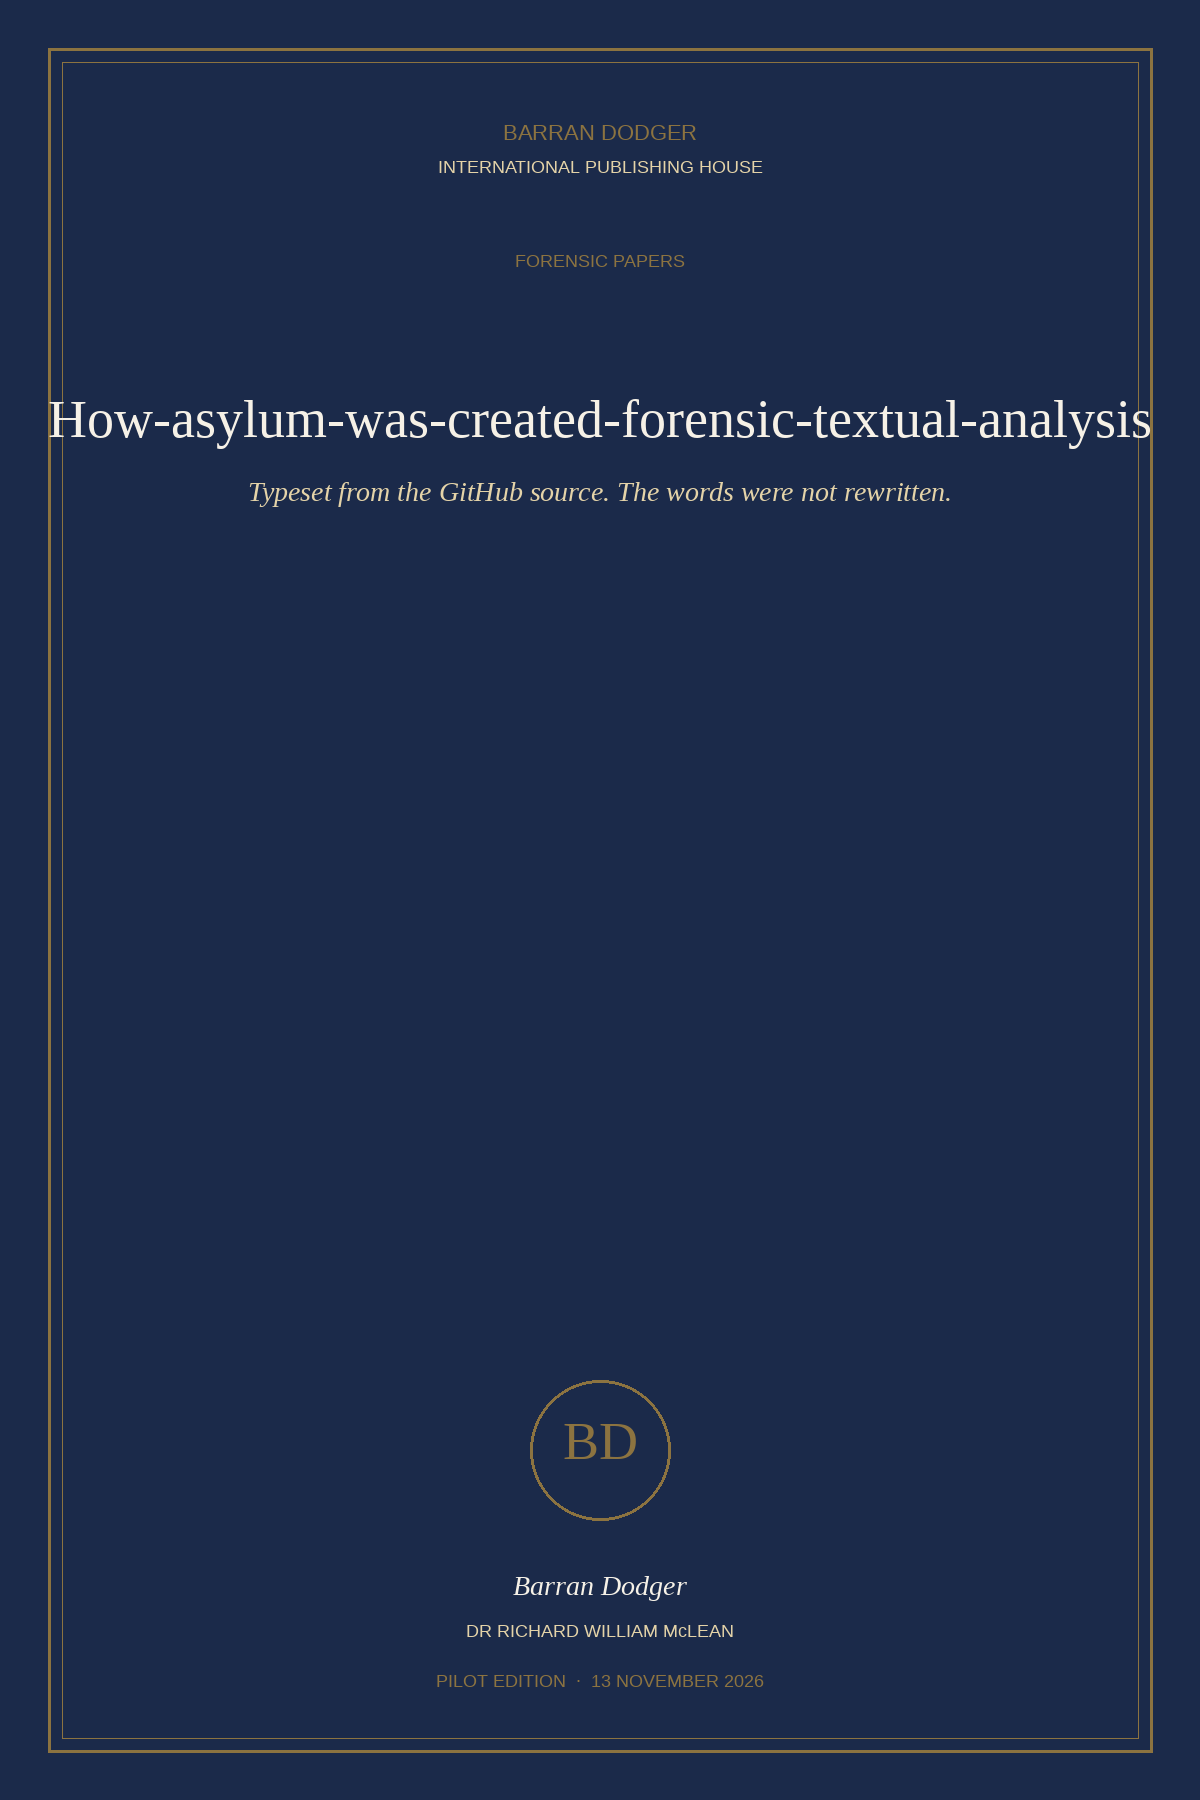 BARRAN DODGER
INTERNATIONAL PUBLISHING HOUSE
FORENSIC PAPERS
How-asylum-was-created-forensic-textual-analysis
Typeset from the GitHub source. The words were not rewritten.
BD
Barran Dodger
DR RICHARD WILLIAM McLEAN
PILOT EDITION · 13 NOVEMBER 2026